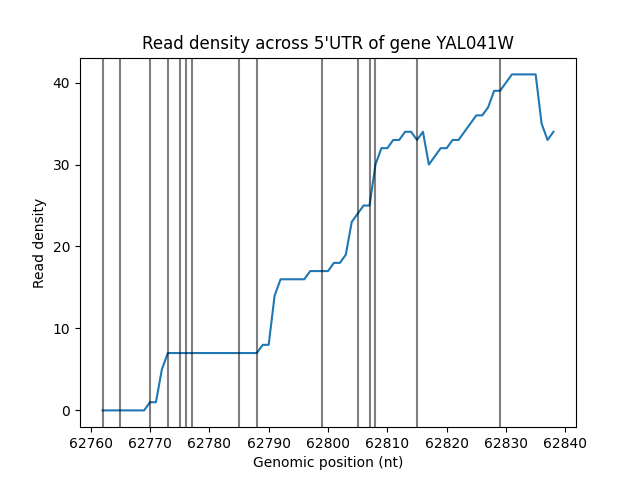 Read density across 5'UTR of gene YAL041W
Read density
40
30
20
10
0
62760 62770 62780 62790 62800 62810 62820 62830 62840
Genomic position (nt)